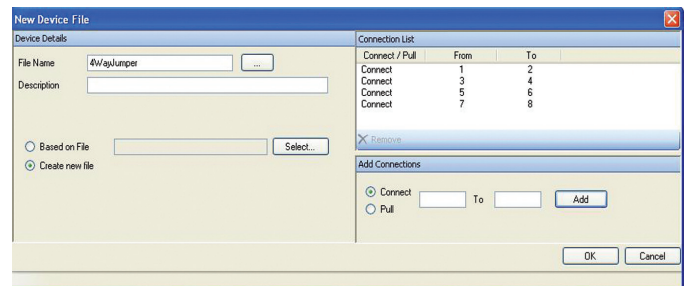 New Device File
Device Details
File Name 4WayJumper ...
Description
Based on File Select...
Create new file
Connection List
Connect / Pull From To
Connect 1 2
Connect 3 4
Connect 5 6
Connect 7 8
Remove
Add Connections
Connect To Add
Pull
OK Cancel